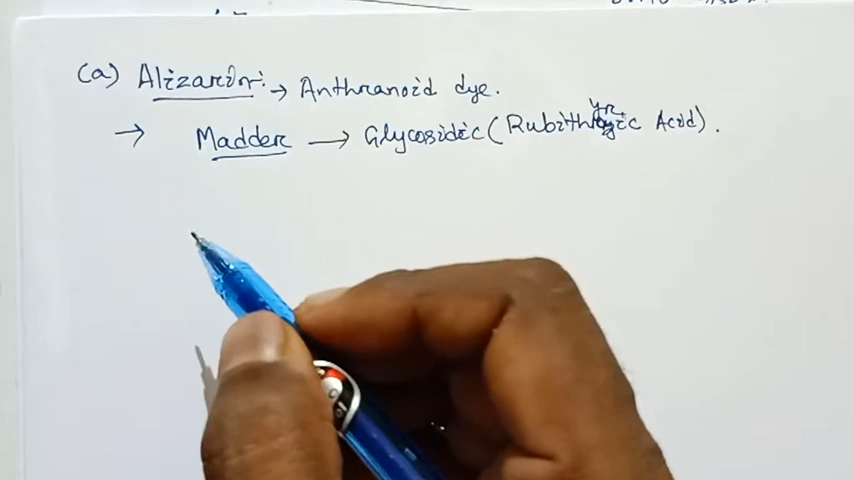 (a) Alizarin: → Anthranoid dye.
→ Madder → Glycosidic (Rubithyric Acid).